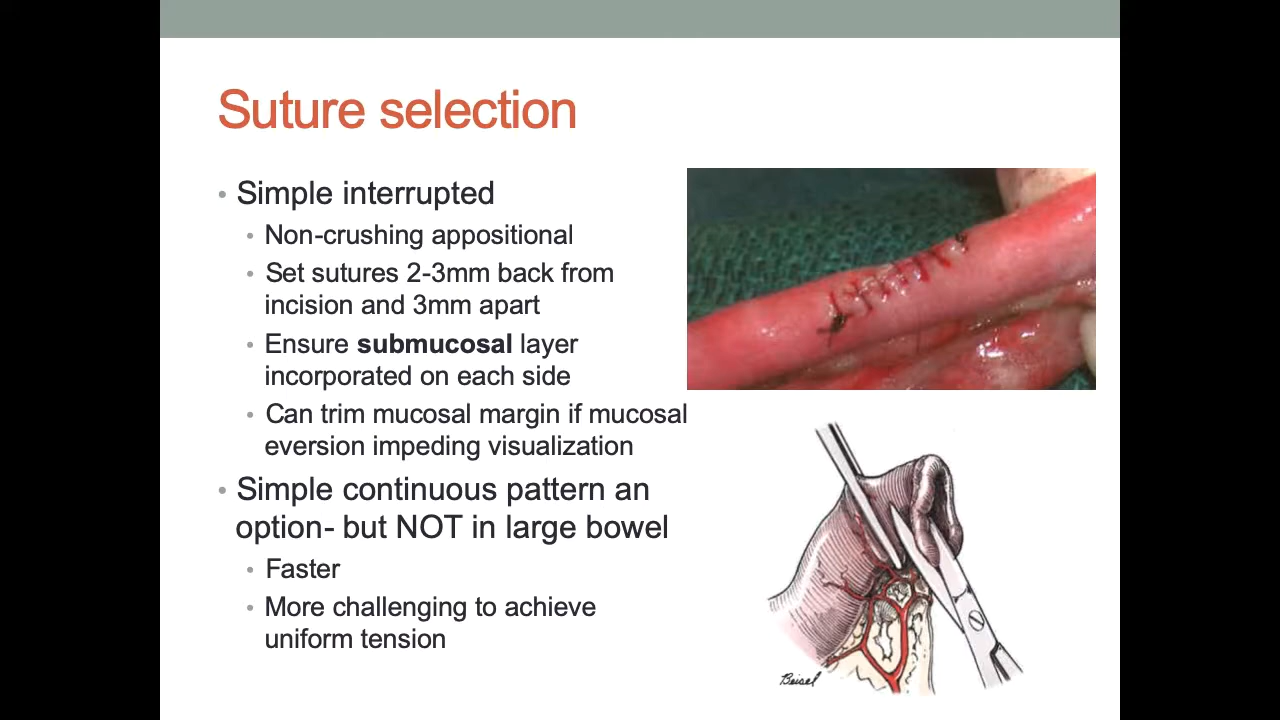 Suture selection
• Simple interrupted
• Non-crushing appositional
• Set sutures 2-3mm back from
incision and 3mm apart
• Ensure submucosal layer
incorporated on each side
• Can trim mucosal margin if mucosal
eversion impeding visualization
• Simple continuous pattern an
option- but NOT in large bowel
• Faster
• More challenging to achieve
uniform tension
Beisel